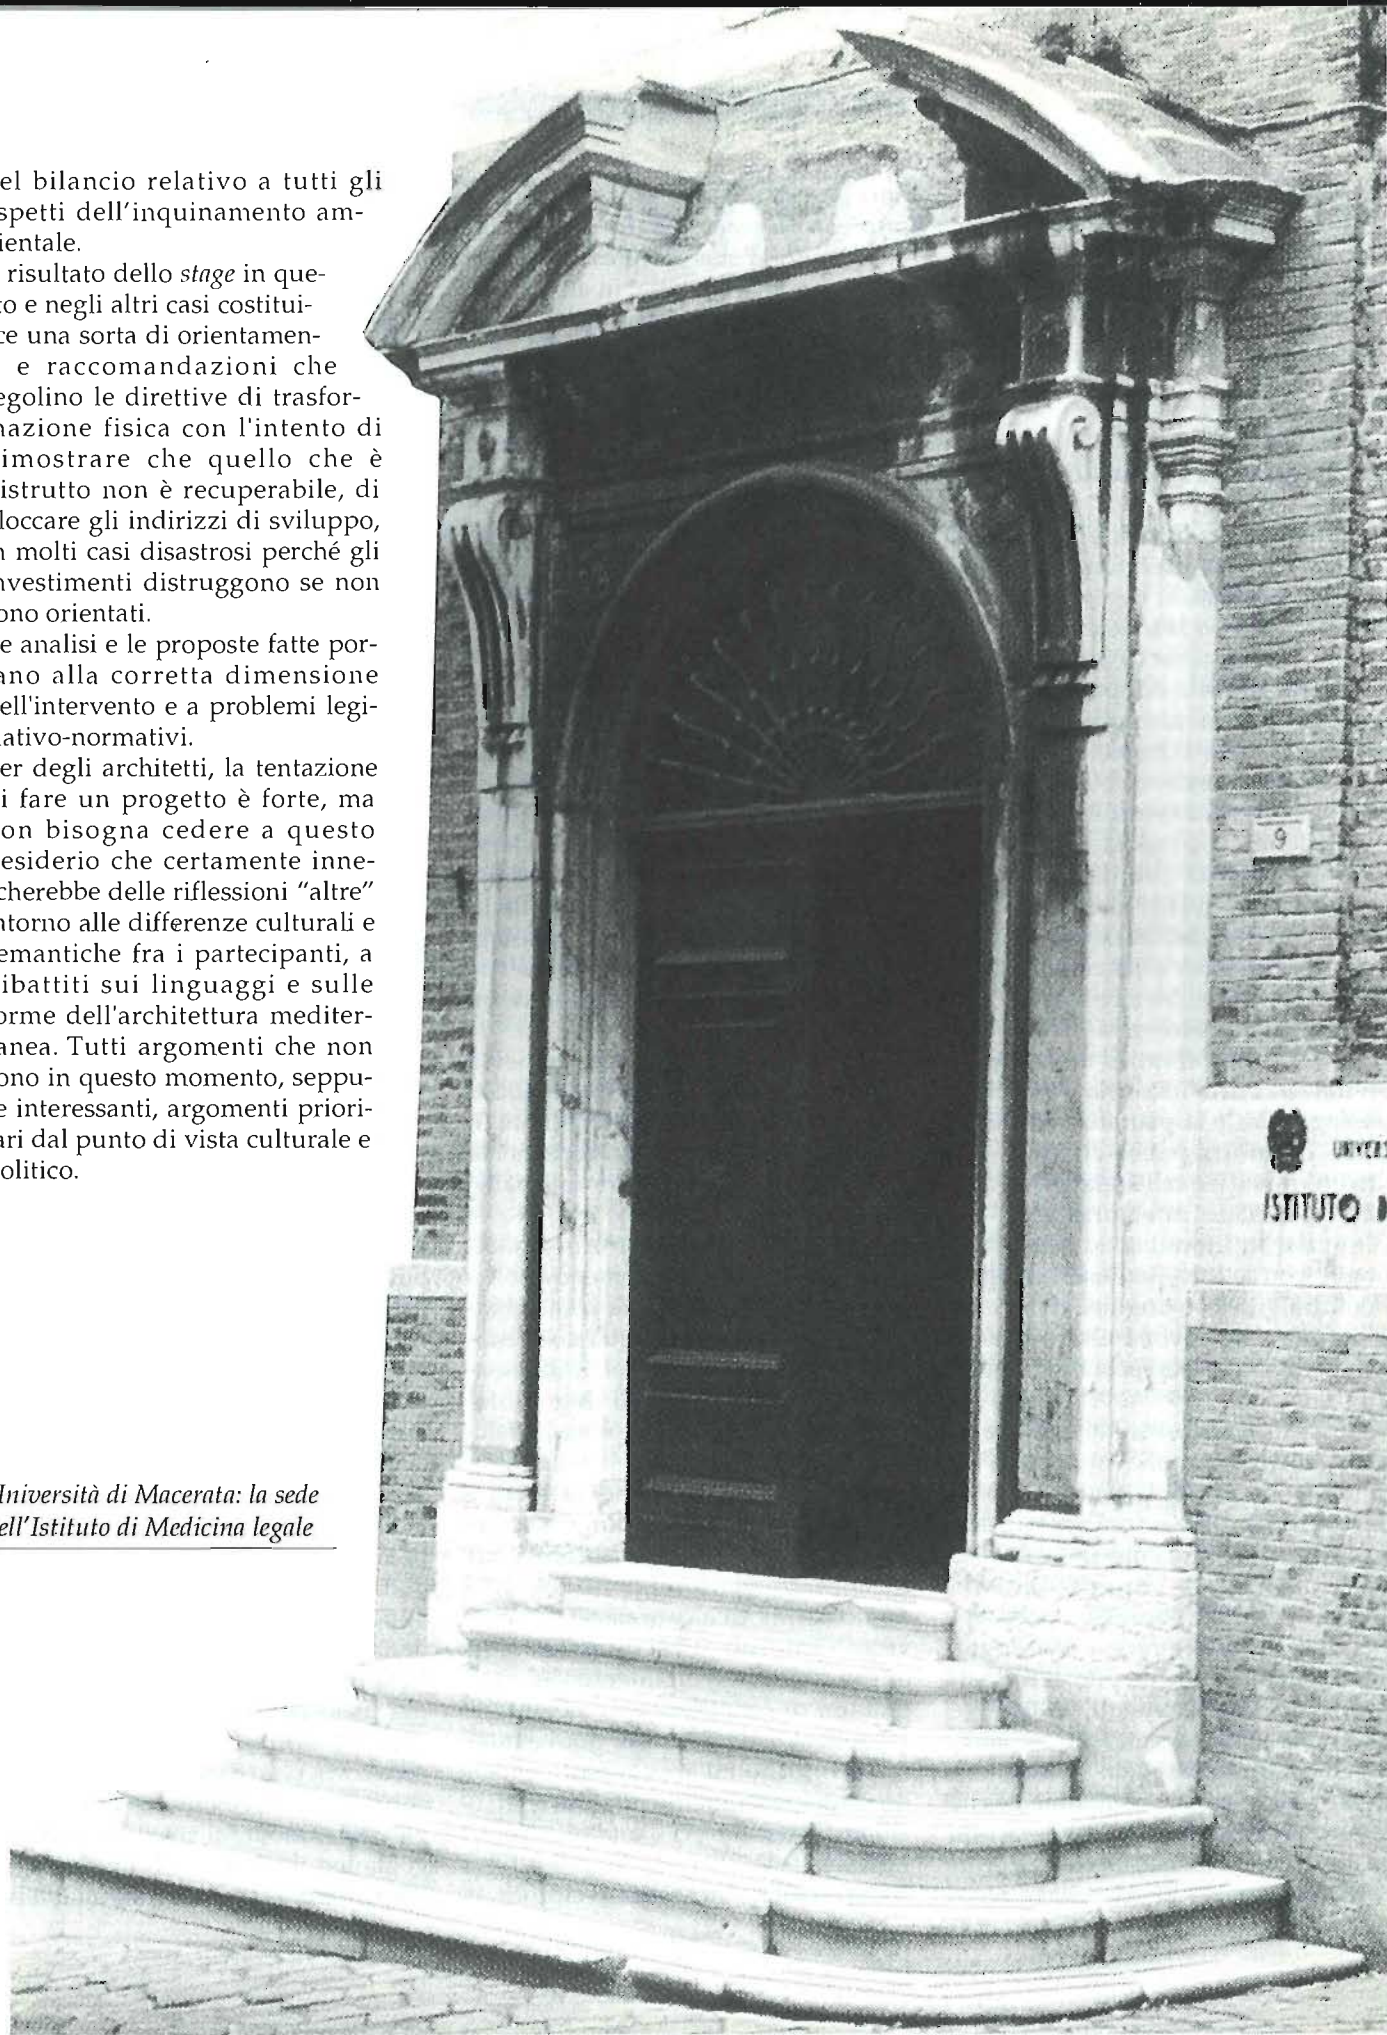 el bilancio relativo a tutti gli
spetti dell'inquinamento am-
ientale.
risultato dello stage in que-
to e negli altri casi costitui-
ce una sorta di orientamen-
e raccomandazioni che
egolino le direttive di trasfor-
nazione fisica con l'intento di
imostrare che quello che è
istrutto non è recuperabile, di
loccare gli indirizzi di sviluppo,
n molti casi disastrosi perché gli
nvestimenti distruggono se non
ono orientati.
e analisi e le proposte fatte por-
ano alla corretta dimensione
ell'intervento e a problemi legi-
lativo-normativi.
er degli architetti, la tentazione
i fare un progetto è forte, ma
on bisogna cedere a questo
esiderio che certamente inne-
cherebbe delle riflessioni "altre"
ntorno alle differenze culturali e
emantiche fra i partecipanti, a
ibattiti sui linguaggi e sulle
orme dell'architettura mediter-
anea. Tutti argomenti che non
ono in questo momento, seppu-
e interessanti, argomenti priori-
ari dal punto di vista culturale e
olitico.
Università di Macerata: la sede
ell'Istituto di Medicina legale
9
UNIVERS
ISTITUTO